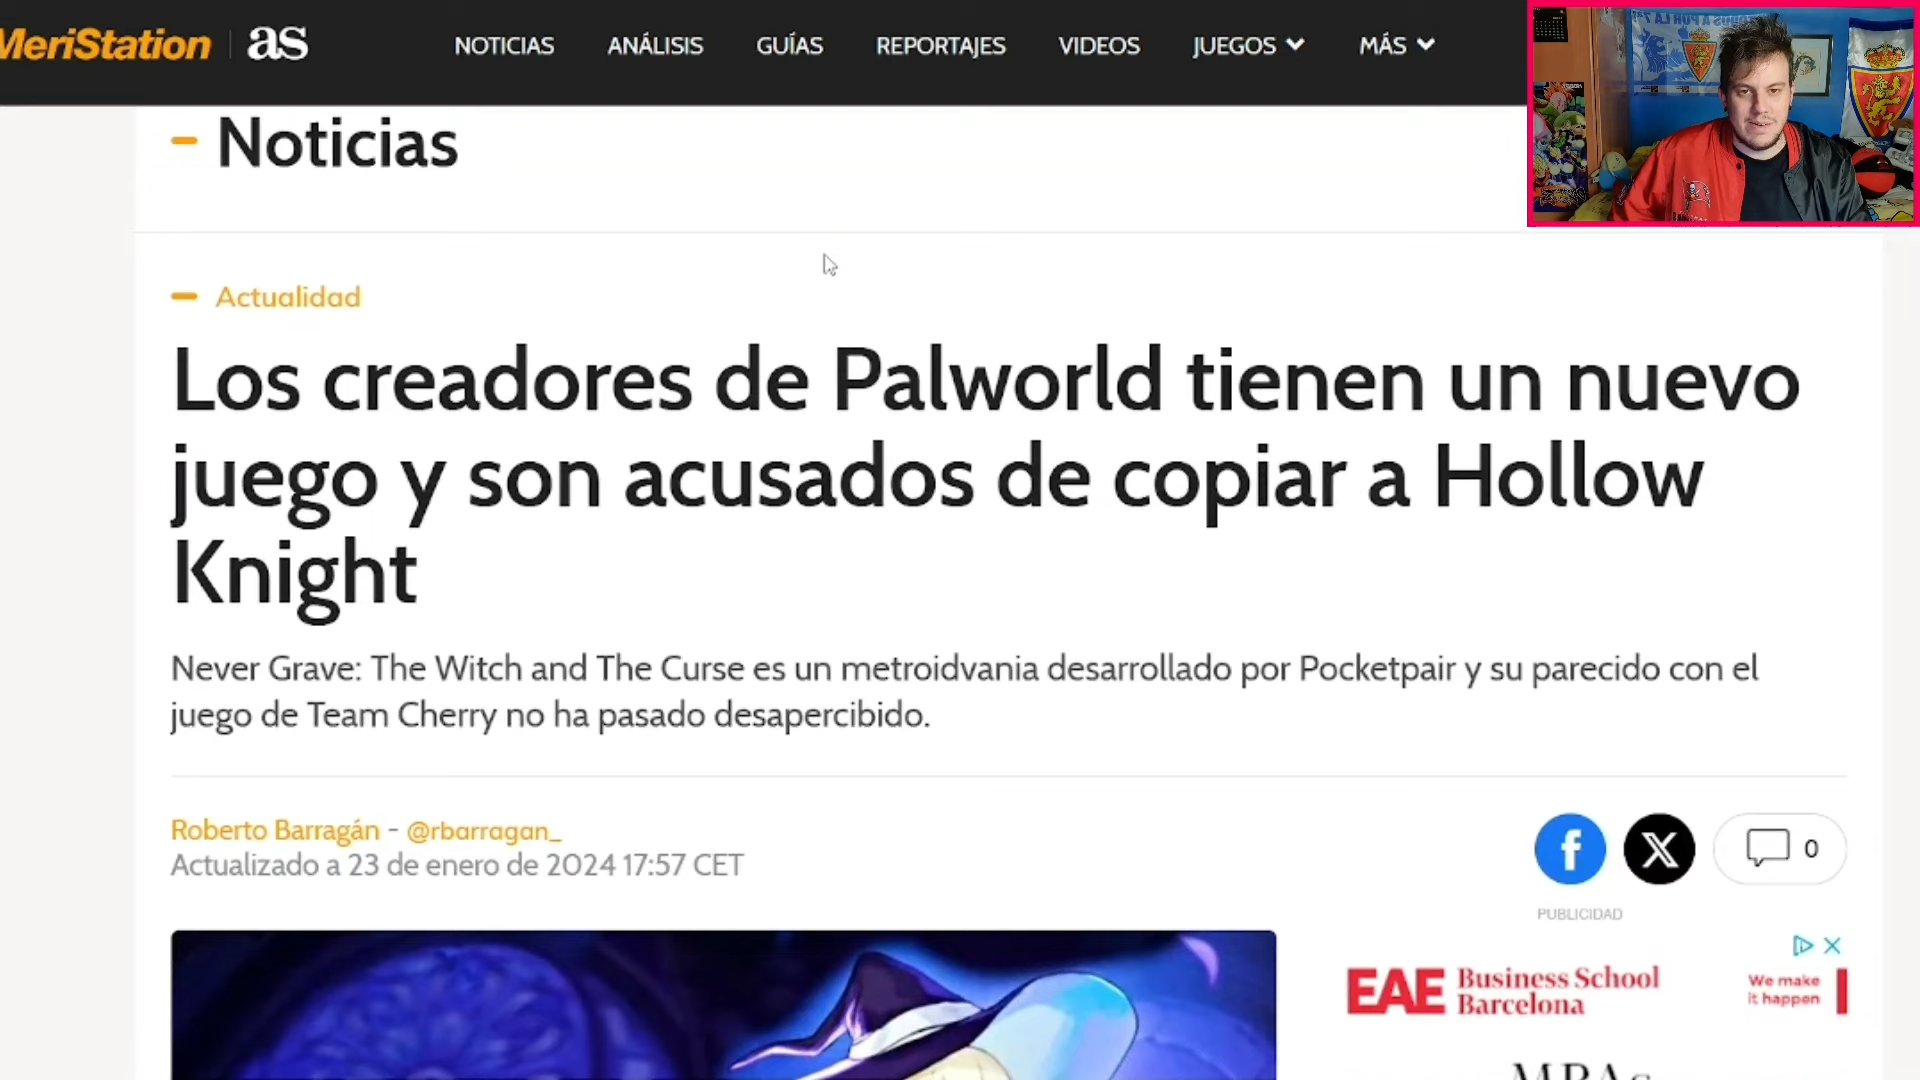 MeriStation as NOTICIAS ANÁLISIS GUÍAS REPORTAJES VIDEOS JUEGOS MÁS
Noticias
Actualidad
Los creadores de Palworld tienen un nuevo
juego y son acusados de copiar a Hollow
Knight
Never Grave: The Witch and The Curse es un metroidvania desarrollado por Pocketpair y su parecido con el
juego de Team Cherry no ha pasado desapercibido.
Roberto Barragán - @rbarragan_
Actualizado a 23 de enero de 2024 17:57 CET
0
PUBLICIDAD
EAE Business School
Barcelona
We make
it happen